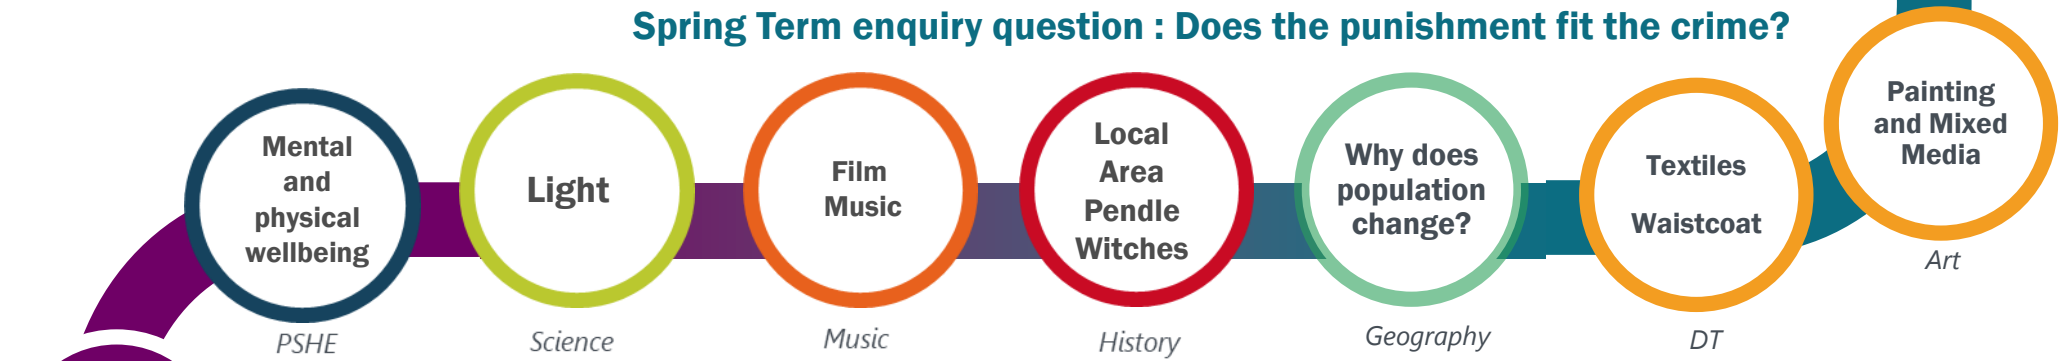 Spring Term enquiry question : Does the punishment fit the crime?
Mental
and
physical
wellbeing
PSHE
Light
Science
Film
Music
Music
Local
Area
Pendle
Witches
History
Why does
population
change?
Geography
Textiles
Waistcoat
DT
Painting
and Mixed
Media
Art